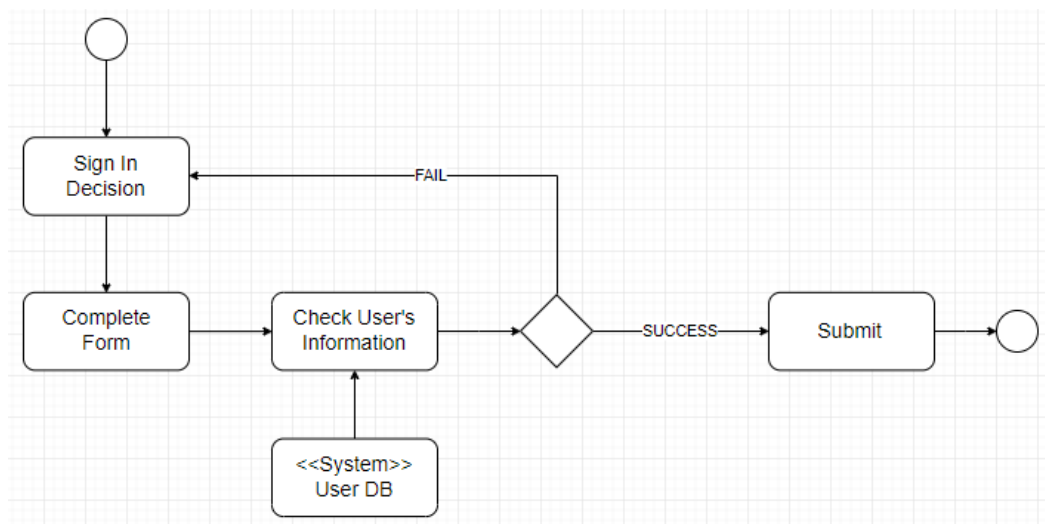 Sign In
Decision
FAIL
Complete
Form
Check User's
Information
SUCCESS
Submit
<<System>>
User DB